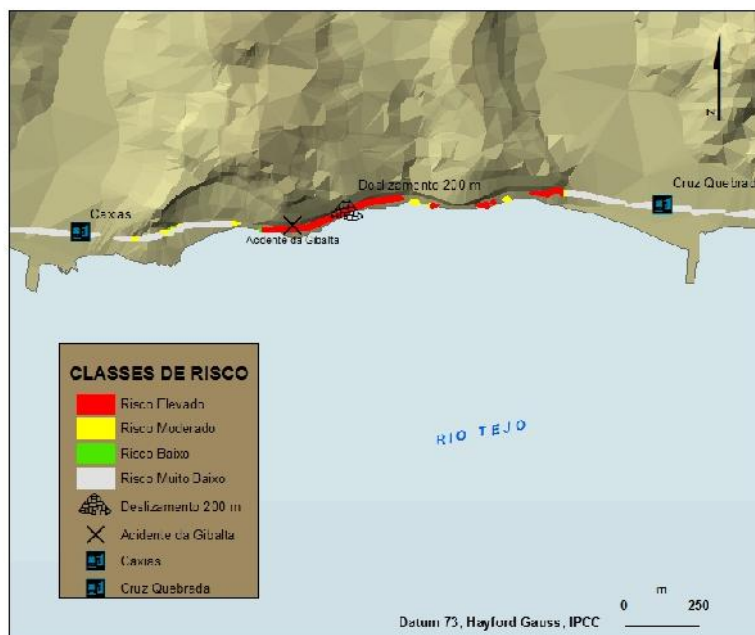 N
Cruz Quebrada
Deslizamento 200 m
Caxias
Acidente da Gibalta
CLASSES DE RISCO
Risco Elevado
Risco Moderado
Risco Baixo
Risco Muito Baixo
Deslizamento 200 m
Acidente da Gibalta
Caxias
Cruz Quebrada
RIO TEJO
m
0 250
Datum 73, Hayford Gauss, IPCC